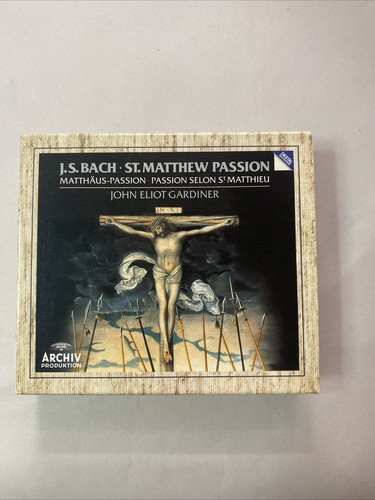 J.S. BACH · ST. MATTHEW PASSION
MATTHÄUS-PASSION · PASSION SELON ST MATTHIEU
JOHN ELIOT GARDINER
ARCHIV
PRODUKTION